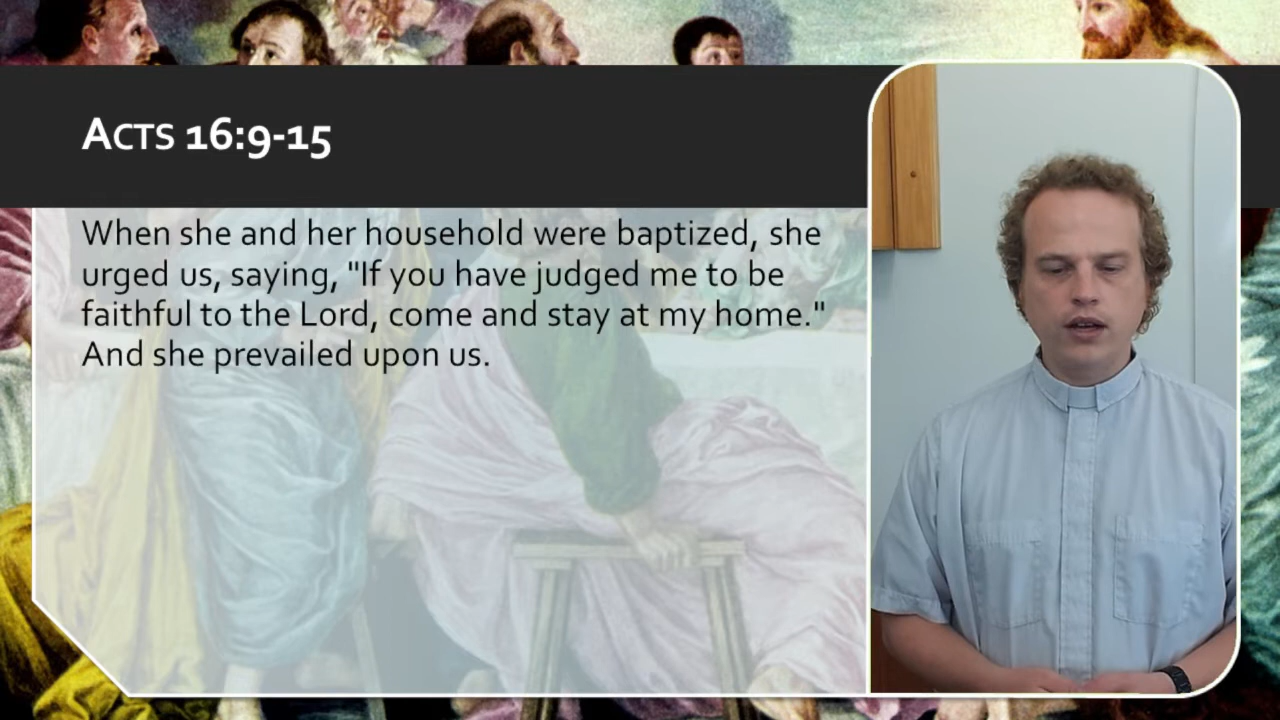 Acts 16:9-15
When she and her household were baptized, she
urged us, saying, "If you have judged me to be
faithful to the Lord, come and stay at my home."
And she prevailed upon us.